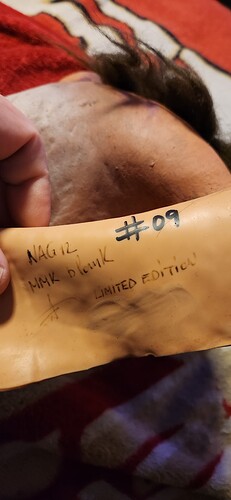 NAG12 #09
MMK blank
LIMITED EDITION